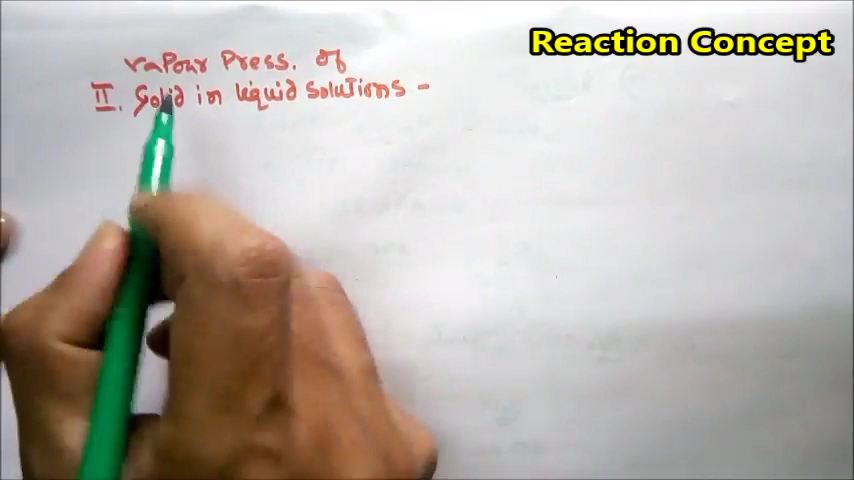 Reaction Concept
Vapour Press. of
II. Solid in liquid solutions -